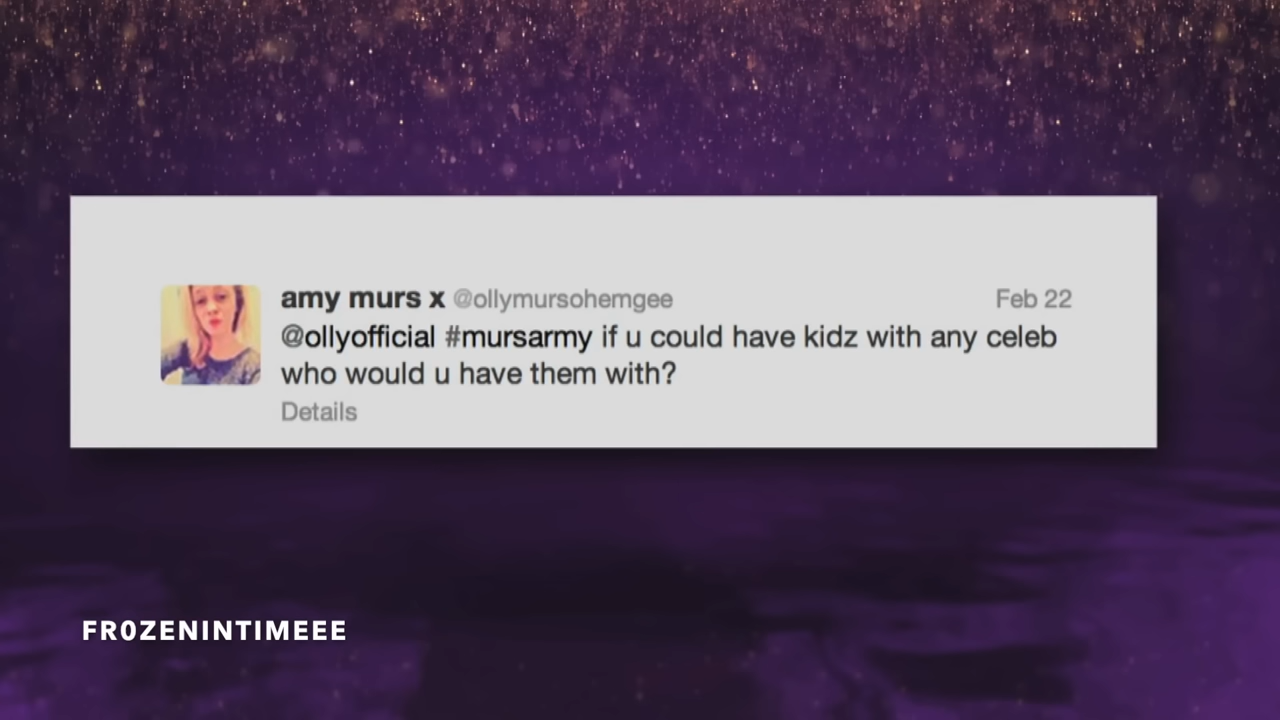 amy murs x @ollymursohemgee Feb 22
@ollyofficial #mursarmy if u could have kidz with any celeb
who would u have them with?
Details
FR0ZENINTIMEEE